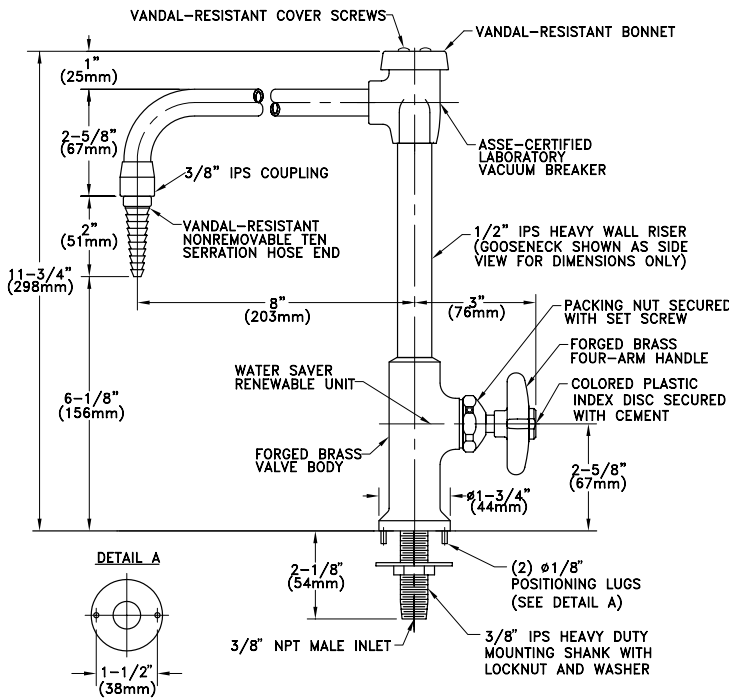 VANDAL-RESISTANT COVER SCREWS
VANDAL-RESISTANT BONNET
1"
(25mm)
2-5/8"
(67mm)
ASSE-CERTIFIED
LABORATORY
VACUUM BREAKER
3/8" IPS COUPLING
2"
(51mm)
VANDAL-RESISTANT
NONREMOVABLE TEN
SERRATION HOSE END
1/2" IPS HEAVY WALL RISER
(GOOSENECK SHOWN AS SIDE
VIEW FOR DIMENSIONS ONLY)
11-3/4"
(298mm)
8"
(203mm)
3"
(76mm)
PACKING NUT SECURED
WITH SET SCREW
FORGED BRASS
FOUR-ARM HANDLE
WATER SAVER
RENEWABLE UNIT
COLORED PLASTIC
INDEX DISC SECURED
WITH CEMENT
6-1/8"
(156mm)
FORGED BRASS
VALVE BODY
2-5/8"
(67mm)
ø1-3/4"
(44mm)
DETAIL A
2-1/8"
(54mm)
(2) ø1/8"
POSITIONING LUGS
(SEE DETAIL A)
3/8" NPT MALE INLET
3/8" IPS HEAVY DUTY
MOUNTING SHANK WITH
LOCKNUT AND WASHER
1-1/2"
(38mm)